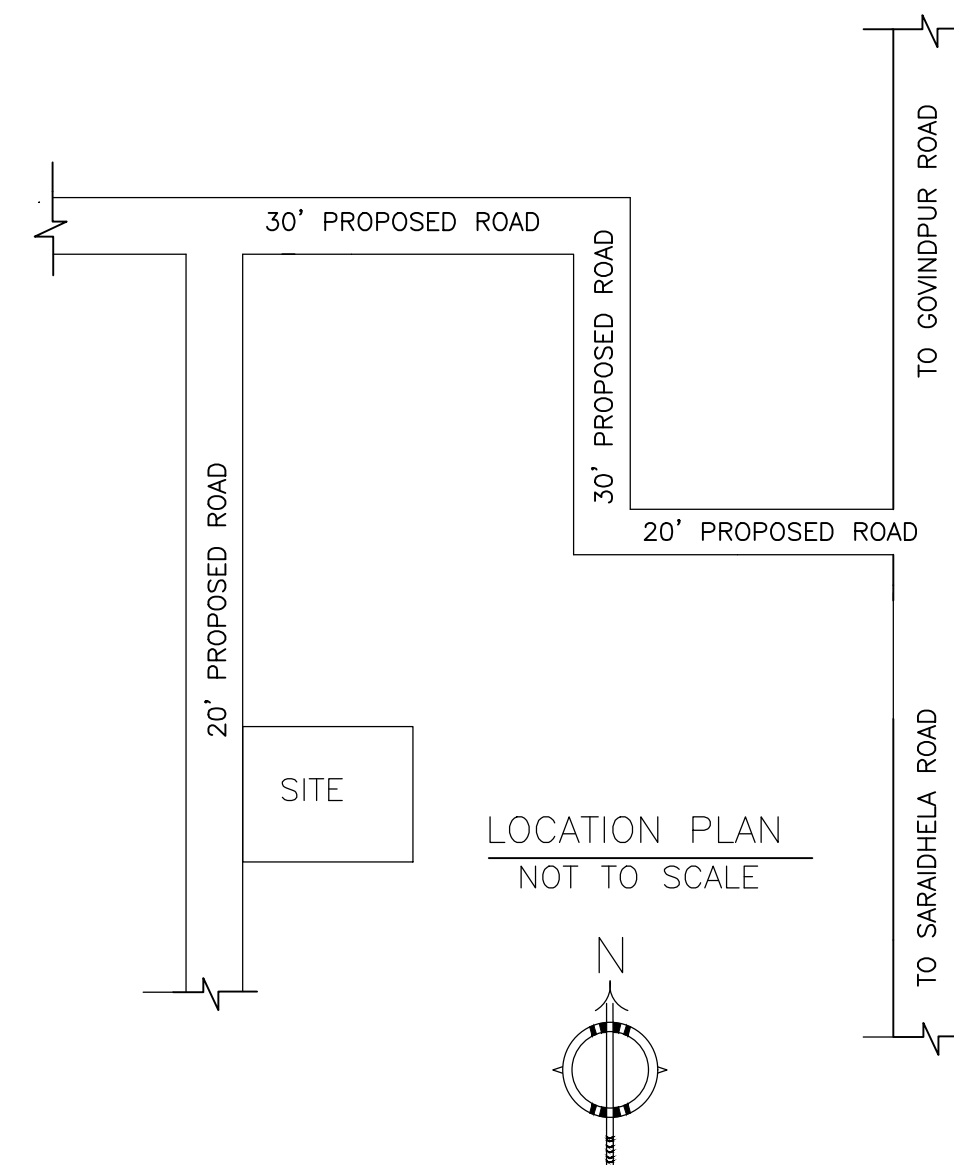 TO GOVINDPUR ROAD
30' PROPOSED ROAD
30' PROPOSED ROAD
20' PROPOSED ROAD
20' PROPOSED ROAD
SITE
TO SARAIDHELA ROAD
LOCATION PLAN
NOT TO SCALE
N